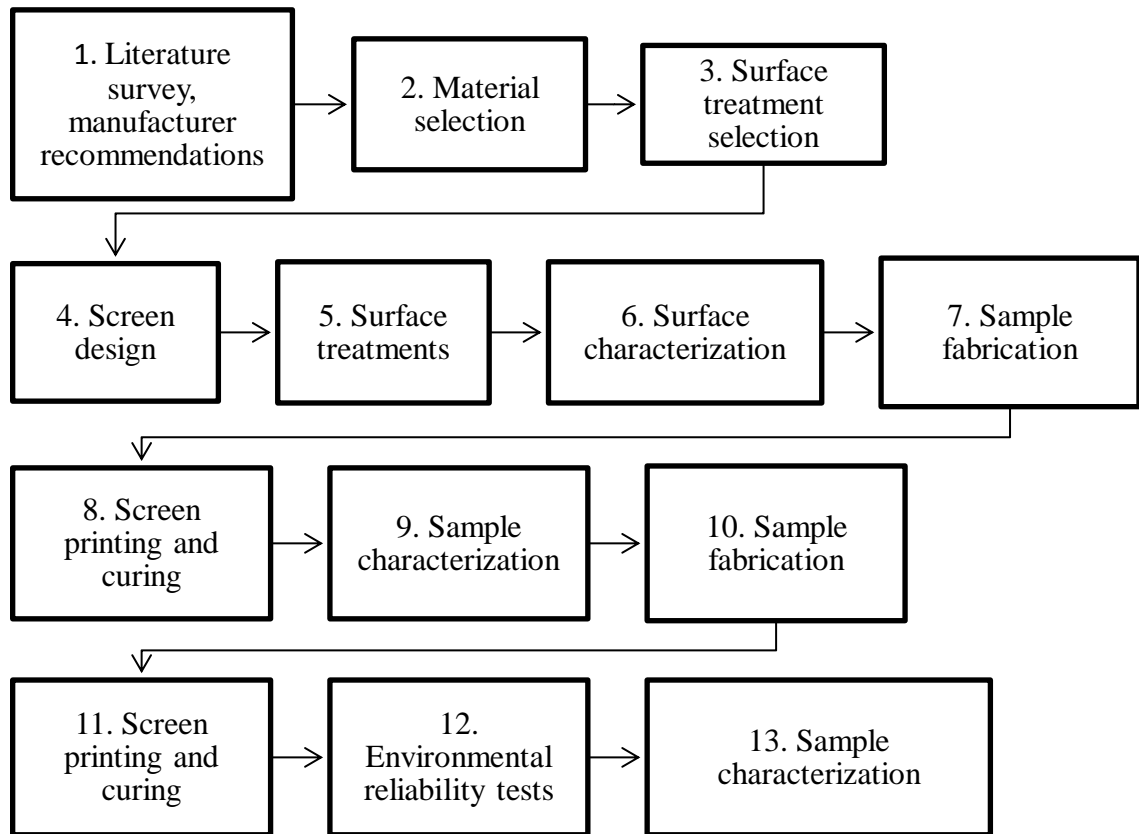 1. Literature
survey,
manufacturer
recommendations
2. Material
selection
3. Surface
treatment
selection
4. Screen
design
5. Surface
treatments
6. Surface
characterization
7. Sample
fabrication
8. Screen
printing and
curing
9. Sample
characterization
10. Sample
fabrication
11. Screen
printing and
curing
12.
Environmental
reliability tests
13. Sample
characterization